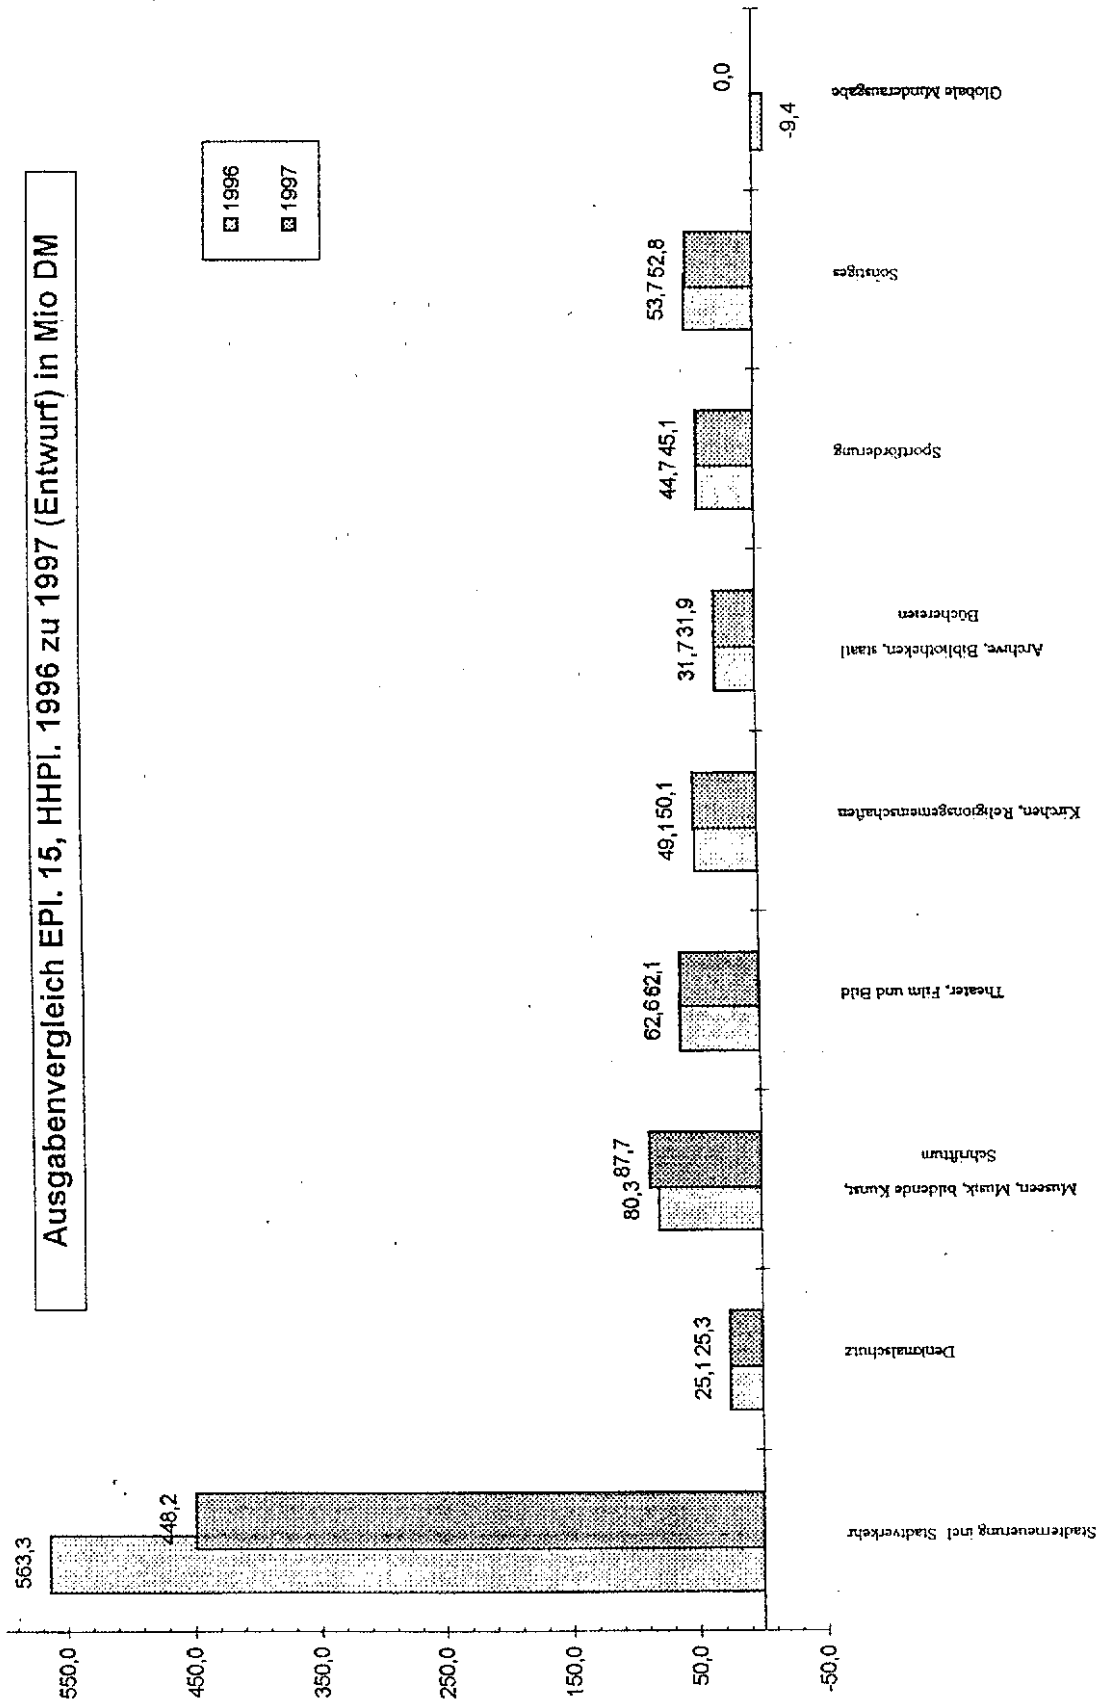 Ausgabenvergleich EPl. 15, HHPl. 1996 zu 1997 (Entwurf) in Mio DM
1996
1997
550,0
450,0
350,0
250,0
150,0
50,0
-50,0
563,3
448,2
25,1 25,3
80,3 87,7
62,6 62,1
49,1 50,1
31,7 31,9
44,7 45,1
53,7 52,8
-9,4
0,0
Stadterneuerung incl Stadtverkehr
Denkmalschutz
Museen, Musik, bildende Kunst,
Schrifttum
Theater, Film und Bild
Kirchen, Religionsgemeinschaften
Archive, Bibliotheken, staatl
Büchereien
Sportförderung
Sonstiges
Globale Minderausgabe